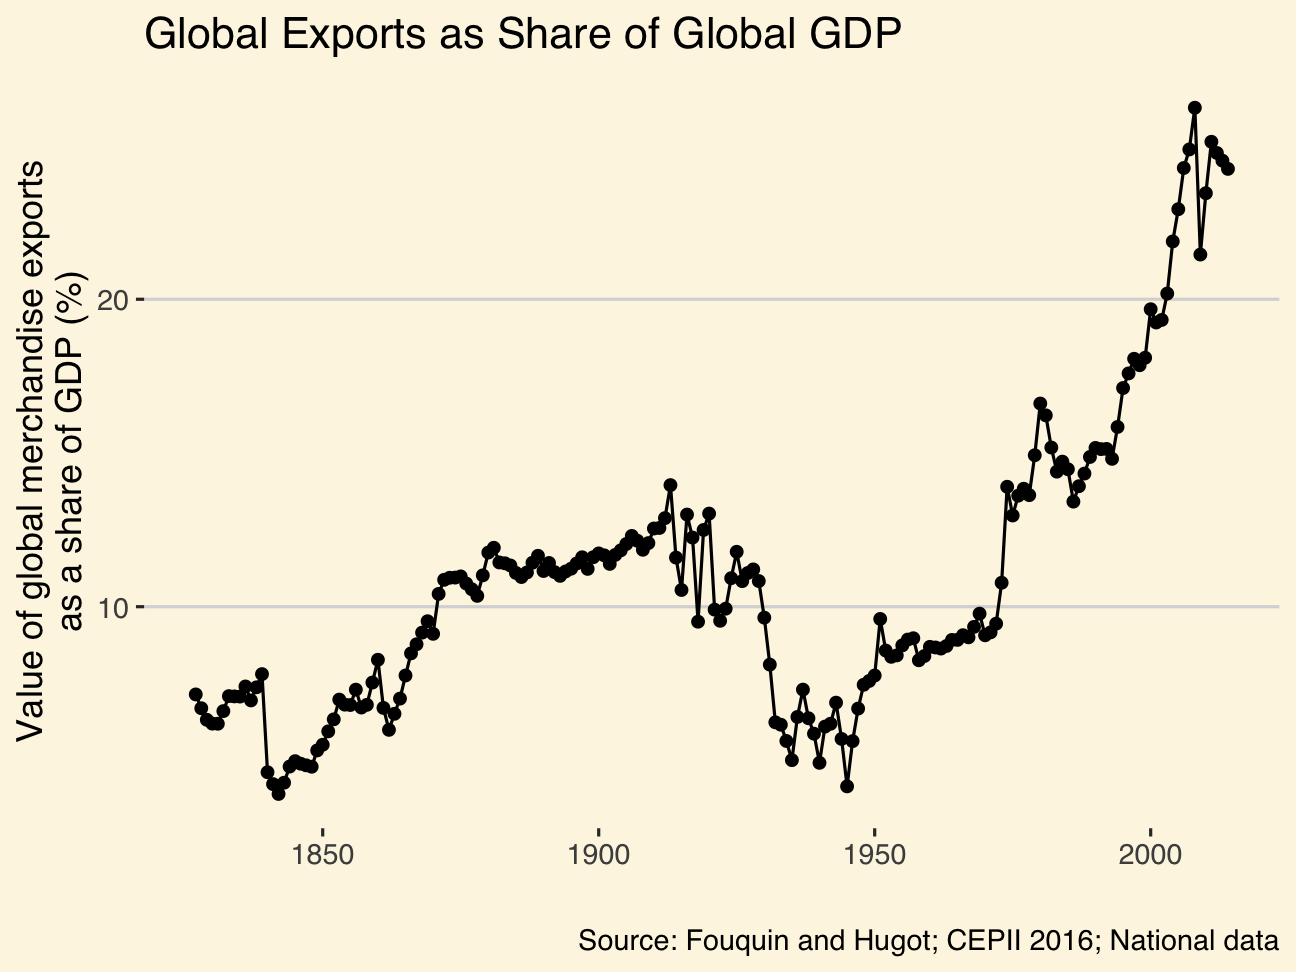 Global Exports as Share of Global GDP
Value of global merchandise exports
as a share of GDP (%)
20
10
1850
1900
1950
2000
Source: Fouquin and Hugot; CEPII 2016; National data